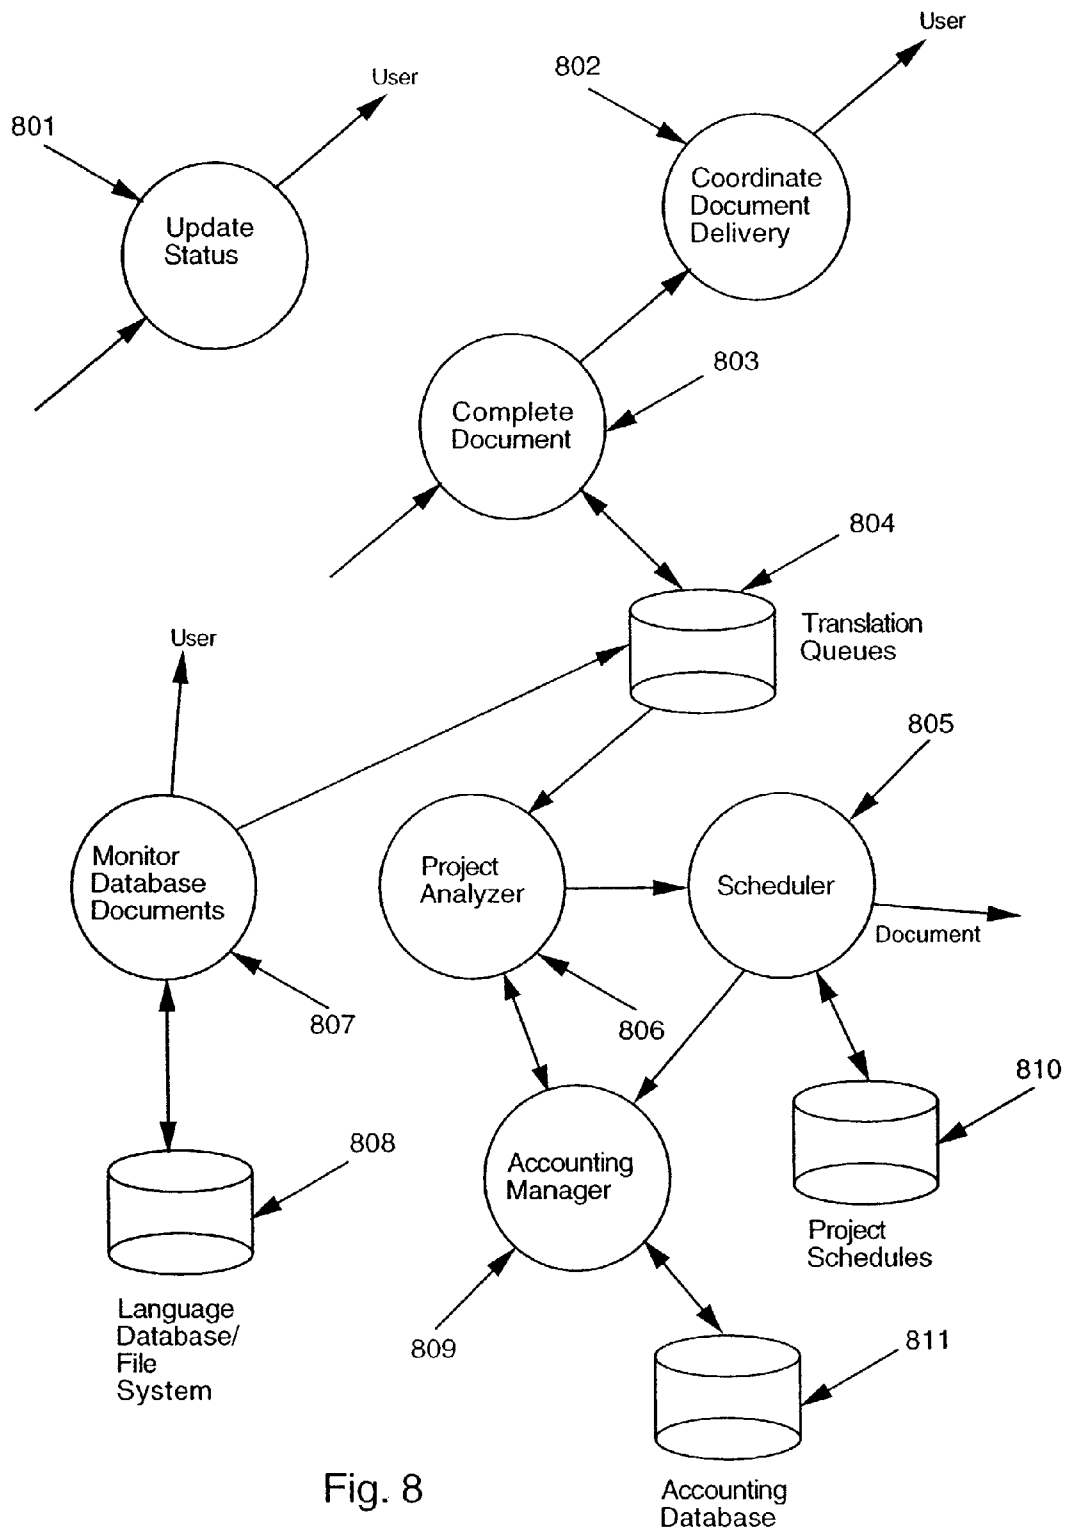 User
802
User
801
Coordinate
Document
Delivery
Update
Status
803
Complete
Document
804
Translation
Queues
User
805
Monitor
Database
Documents
Project
Analyzer
Scheduler
Document
807
806
810
808
Accounting
Manager
Project
Schedules
Language
Database/
File
System
809
811
Fig. 8
Accounting
Database